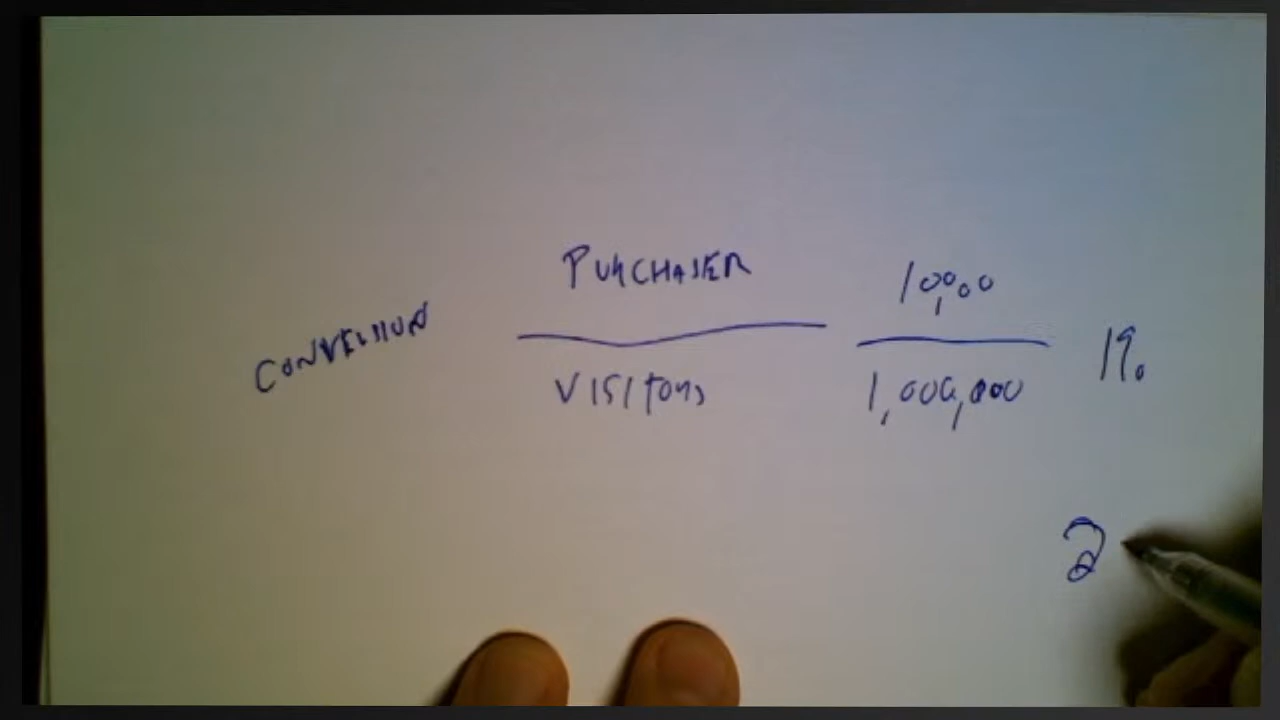 PURCHASER 10,000
CONVERSION
VISITORS 1,000,000 1%
2